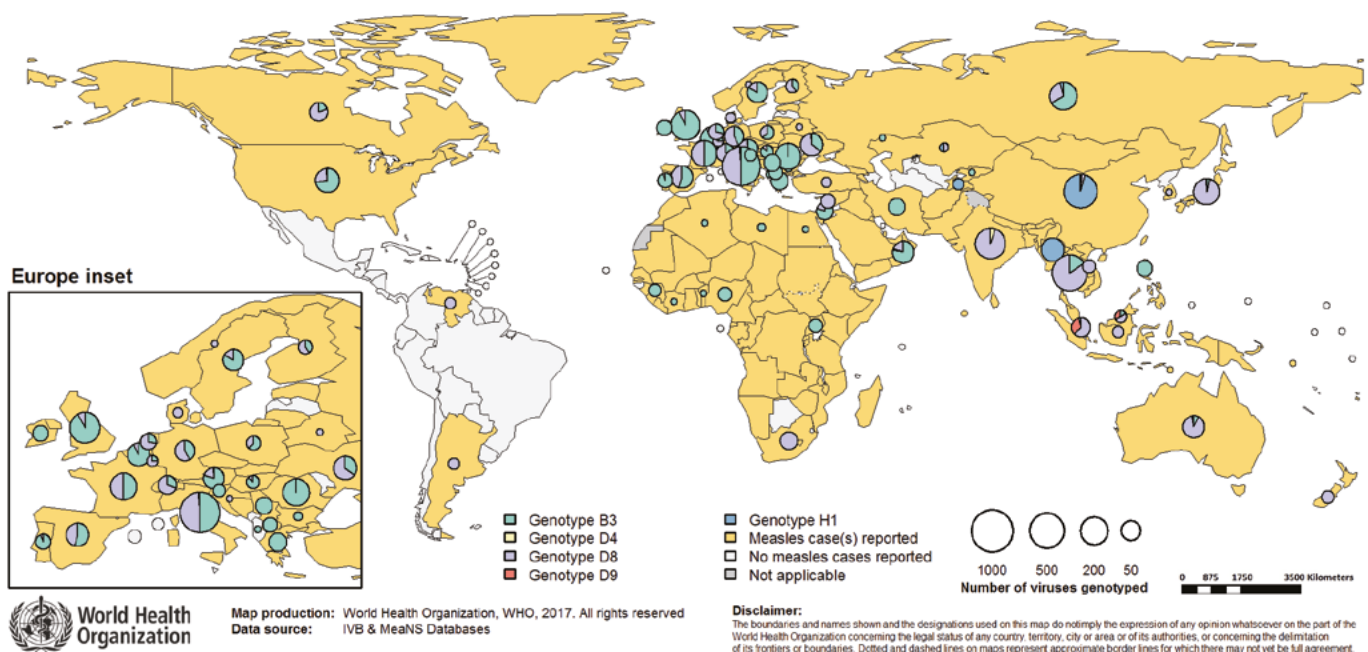 Europe inset
Genotype B3
Genotype D4
Genotype D8
Genotype D9
Genotype H1
Measles case(s) reported
No measles cases reported
Not applicable
1000 500 200 50
Number of viruses genotyped
0 875 1750 3500 Kilometers
World Health
Organization
Map production: World Health Organization, WHO, 2017. All rights reserved
Data source: IVB & MeaNS Databases
Disclaimer:
The boundaries and names shown and the designations used on this map do notimply the expression of any opinion whatsoever on the part of the
World Health Organization concerning the legal status of any country, territory, city or area or of its authorities, or concerning the delimitation
of its frontiers or boundaries. Dotted and dashed lines on maps represent approximate border lines for which there may not yet be full agreement.